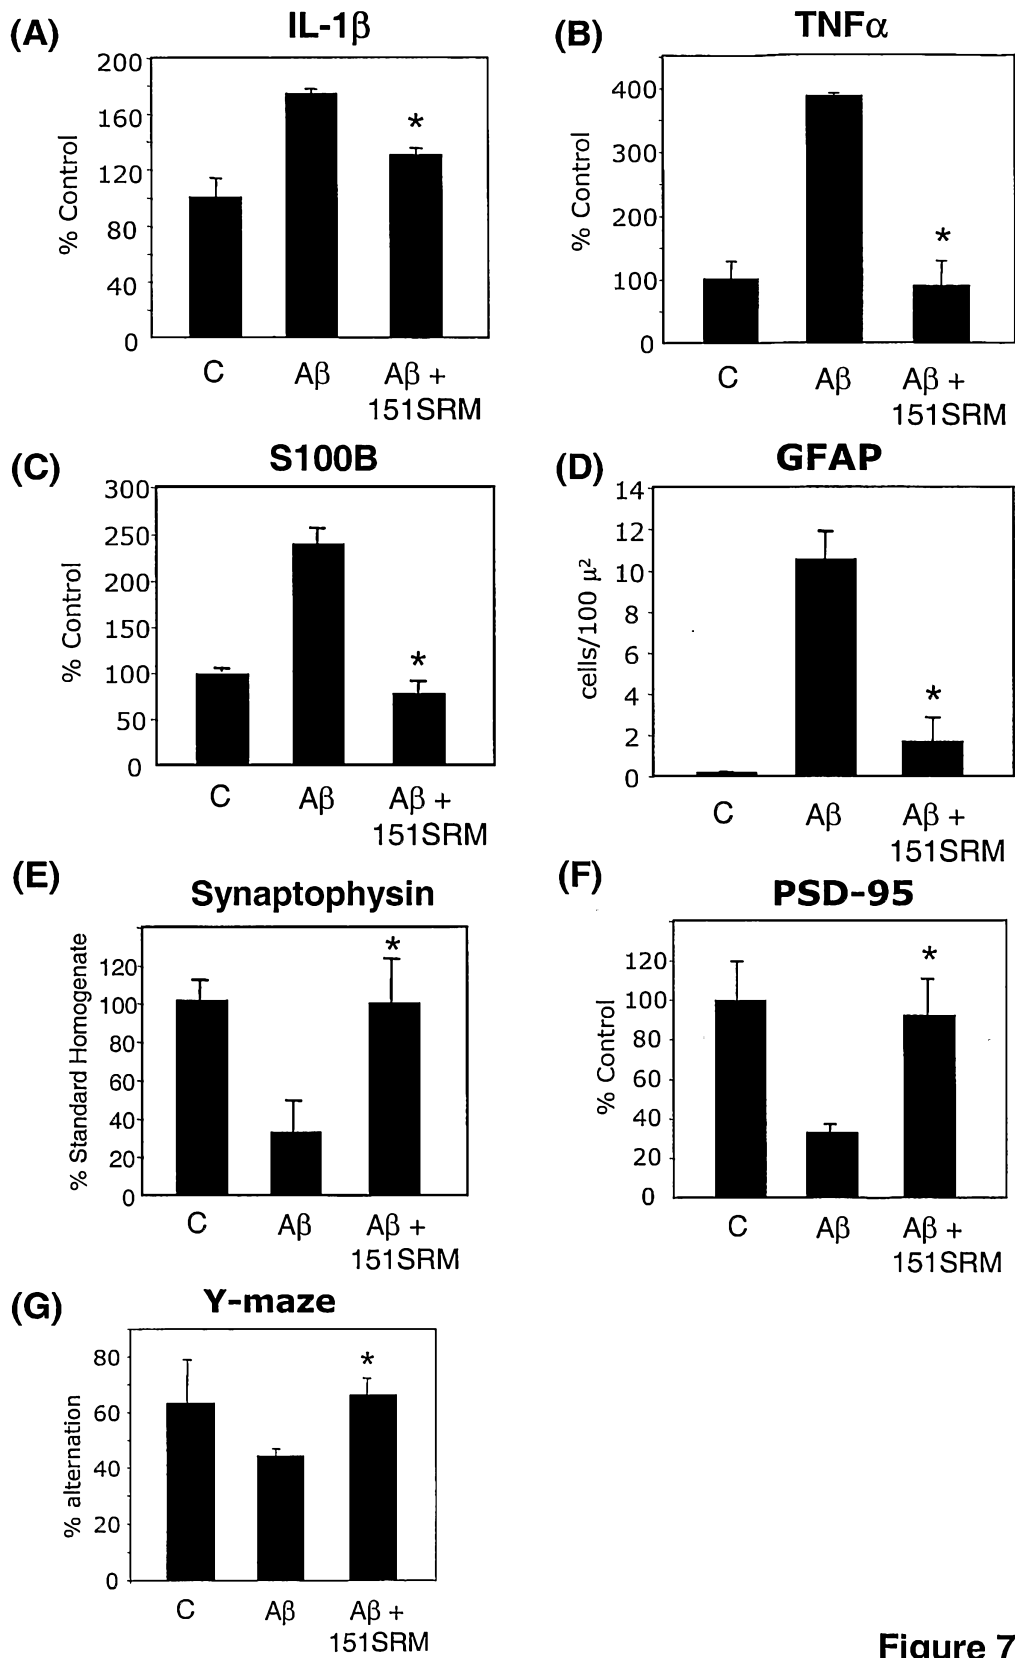 (A) IL-1β
% Control
200
160
120
80
40
0
C Aβ Aβ +
151SRM
(B) TNFα
% Control
400
300
200
100
0
*
C Aβ Aβ +
151SRM
(C) S100B
% Control
300
250
200
150
100
50
0
*
C Aβ Aβ +
151SRM
(D) GFAP
cells/100 μ²
14
12
10
8
6
4
2
0
*
C Aβ Aβ +
151SRM
(E) Synaptophysin
% Standard Homogenate
120
100
80
60
40
20
0
*
C Aβ Aβ +
151SRM
(F) PSD-95
% Control
120
100
80
60
40
20
0
*
C Aβ Aβ +
151SRM
(G) Y-maze
% alternation
80
60
40
20
0
*
C Aβ Aβ +
151SRM
Figure 7